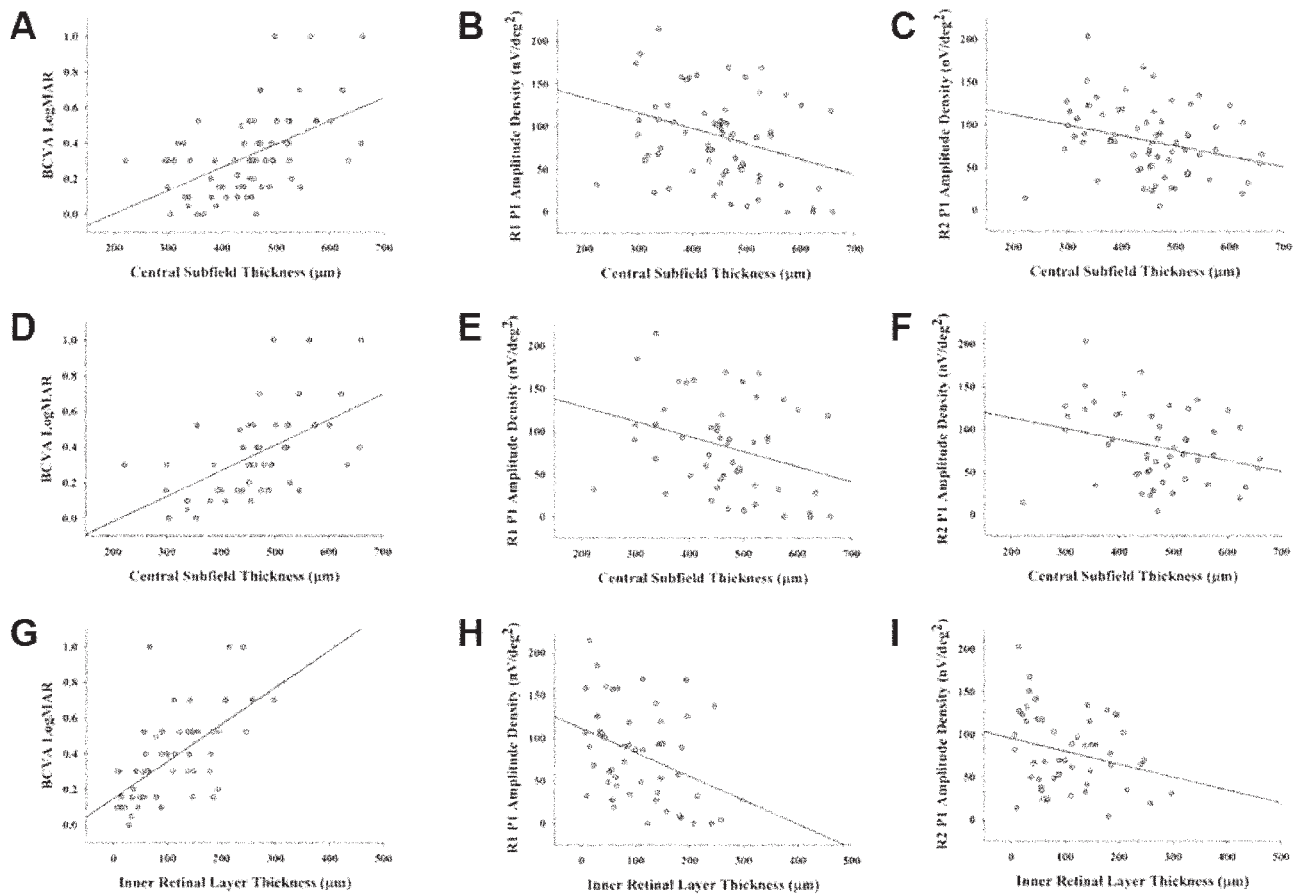 A
B
C
BCVA LogMAR
1.0
0.8
0.6
0.4
0.2
0.0
200 300 400 500 600 700
Central Subfield Thickness (µm)
R1 P1 Amplitude Density (nV/deg²)
200
150
100
50
0
200 300 400 500 600 700
Central Subfield Thickness (µm)
R2 P1 Amplitude Density (nV/deg²)
200
150
100
50
0
200 300 400 500 600 700
Central Subfield Thickness (µm)
D
E
F
BCVA LogMAR
1.0
0.8
0.6
0.4
0.2
0.0
200 300 400 500 600 700
Central Subfield Thickness (µm)
R1 P1 Amplitude Density (nV/deg²)
200
150
100
50
0
200 300 400 500 600 700
Central Subfield Thickness (µm)
R2 P1 Amplitude Density (nV/deg²)
200
150
100
50
0
200 300 400 500 600 700
Central Subfield Thickness (µm)
G
H
I
BCVA LogMAR
1.0
0.8
0.6
0.4
0.2
0.0
0 100 200 300 400 500
Inner Retinal Layer Thickness (µm)
R1 P1 Amplitude Density (nV/deg²)
200
150
100
50
0
0 100 200 300 400 500
Inner Retinal Layer Thickness (µm)
R2 P1 Amplitude Density (nV/deg²)
200
150
100
50
0
0 100 200 300 400 500
Inner Retinal Layer Thickness (µm)